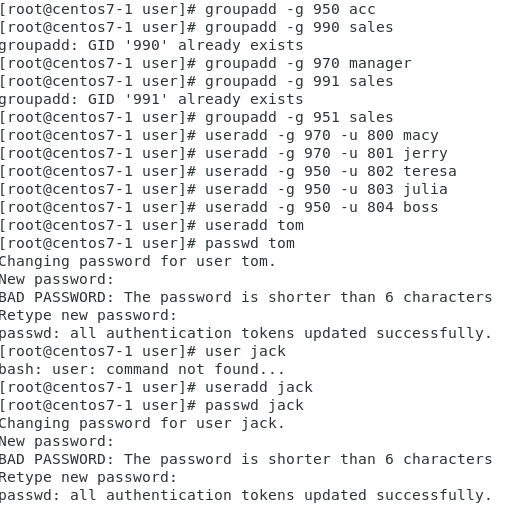 [root@centos7-1 user]# groupadd -g 950 acc
[root@centos7-1 user]# groupadd -g 990 sales
groupadd: GID '990' already exists
[root@centos7-1 user]# groupadd -g 970 manager
[root@centos7-1 user]# groupadd -g 991 sales
groupadd: GID '991' already exists
[root@centos7-1 user]# groupadd -g 951 sales
[root@centos7-1 user]# useradd -g 970 -u 800 macy
[root@centos7-1 user]# useradd -g 970 -u 801 jerry
[root@centos7-1 user]# useradd -g 950 -u 802 teresa
[root@centos7-1 user]# useradd -g 950 -u 803 julia
[root@centos7-1 user]# useradd -g 950 -u 804 boss
[root@centos7-1 user]# useradd tom
[root@centos7-1 user]# passwd tom
Changing password for user tom.
New password:
BAD PASSWORD: The password is shorter than 6 characters
Retype new password:
passwd: all authentication tokens updated successfully.
[root@centos7-1 user]# user jack
bash: user: command not found...
[root@centos7-1 user]# useradd jack
[root@centos7-1 user]# passwd jack
Changing password for user jack.
New password:
BAD PASSWORD: The password is shorter than 6 characters
Retype new password:
passwd: all authentication tokens updated successfully.